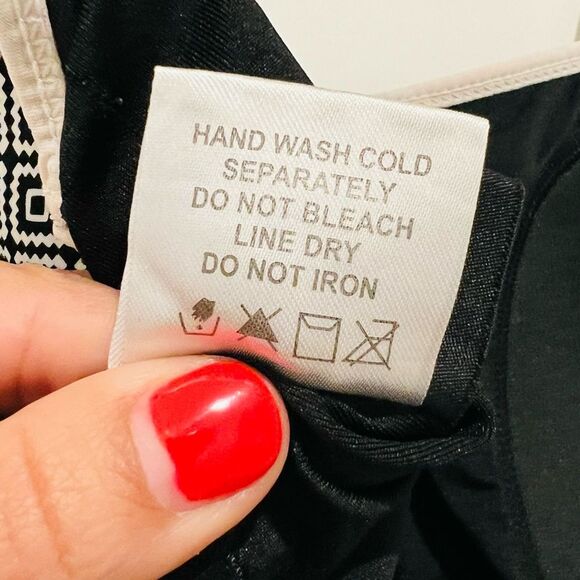 HAND WASH COLD
SEPARATELY
DO NOT BLEACH
LINE DRY
DO NOT IRON